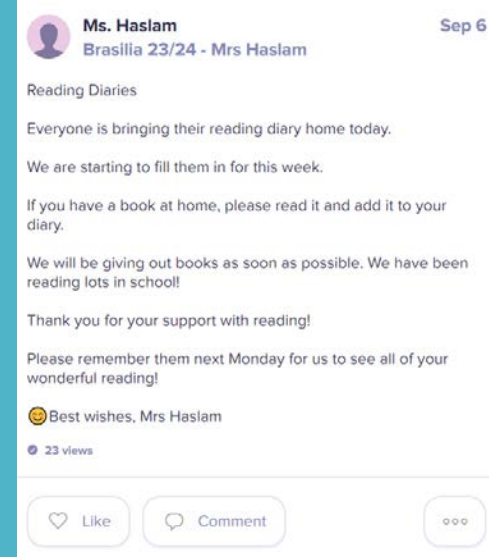 Ms. Haslam
Sep 6
Brasilia 23/24 - Mrs Haslam
Reading Diaries
Everyone is bringing their reading diary home today.
We are starting to fill them in for this week.
If you have a book at home, please read it and add it to your
diary.
We will be giving out books as soon as possible. We have been
reading lots in school!
Thank you for your support with reading!
Please remember them next Monday for us to see all of your
wonderful reading!
😊Best wishes, Mrs Haslam
23 views
Like
Comment